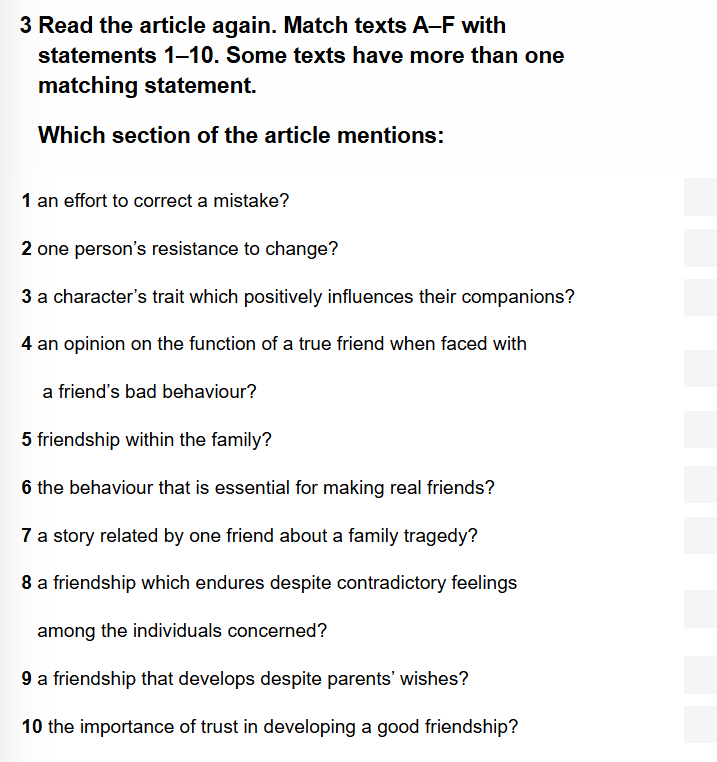 3 Read the article again. Match texts A–F with
statements 1–10. Some texts have more than one
matching statement.
Which section of the article mentions:
1 an effort to correct a mistake?
2 one person’s resistance to change?
3 a character’s trait which positively influences their companions?
4 an opinion on the function of a true friend when faced with
a friend’s bad behaviour?
5 friendship within the family?
6 the behaviour that is essential for making real friends?
7 a story related by one friend about a family tragedy?
8 a friendship which endures despite contradictory feelings
among the individuals concerned?
9 a friendship that develops despite parents’ wishes?
10 the importance of trust in developing a good friendship?